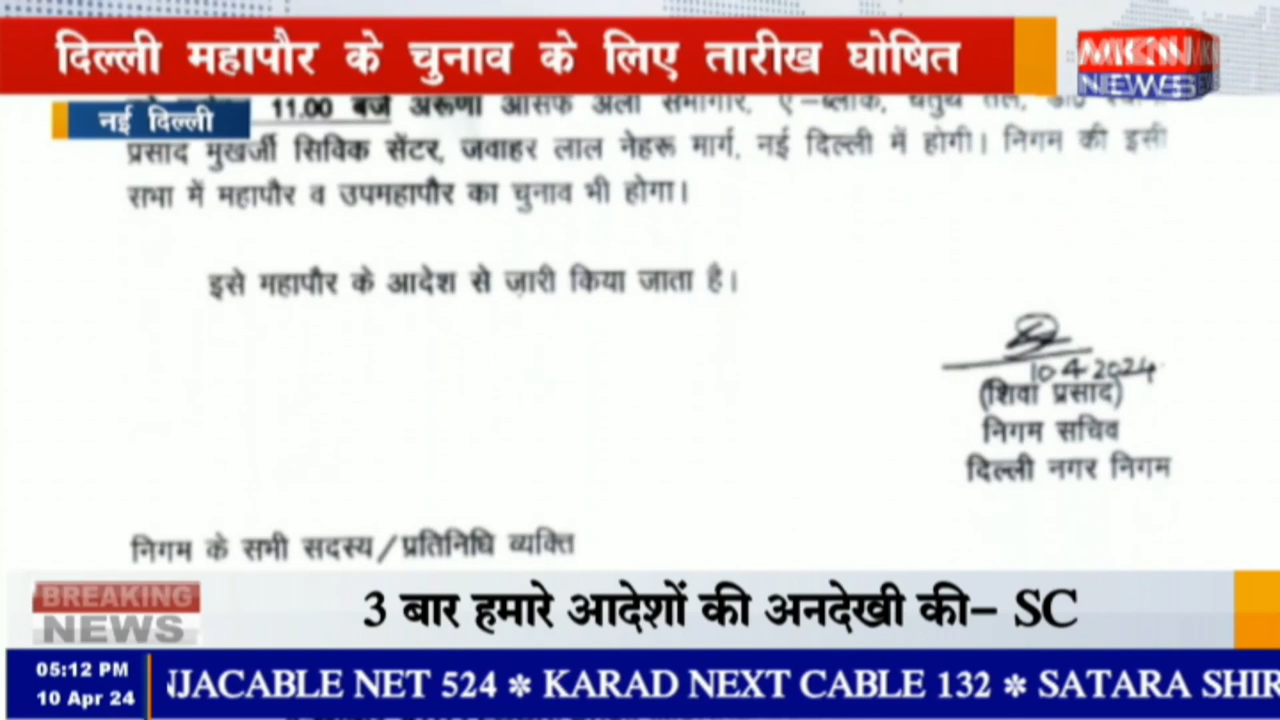 दिल्ली महापौर के चुनाव के लिए तारीख घोषित
MKN
NEWS
नई दिल्ली
11.00 बजे अरूणा आसफ अली सभागार, ए-ब्लॉक, चतुर्थ तल,
प्रसाद मुखर्जी सिविक सेंटर, जवाहर लाल नेहरू मार्ग, नई दिल्ली में होगी। निगम की इसी
सभा में महापौर व उपमहापौर का चुनाव भी होगा।
इसे महापौर के आदेश से जारी किया जाता है।
10.4.2024
(शिवा प्रसाद)
निगम सचिव
दिल्ली नगर निगम
निगम के सभी सदस्य/प्रतिनिधि व्यक्ति
BREAKING
NEWS
3 बार हमारे आदेशों की अनदेखी की- SC
05:12 PM
10 Apr 24
NJACABLE NET 524 * KARAD NEXT CABLE 132 * SATARA SHIR